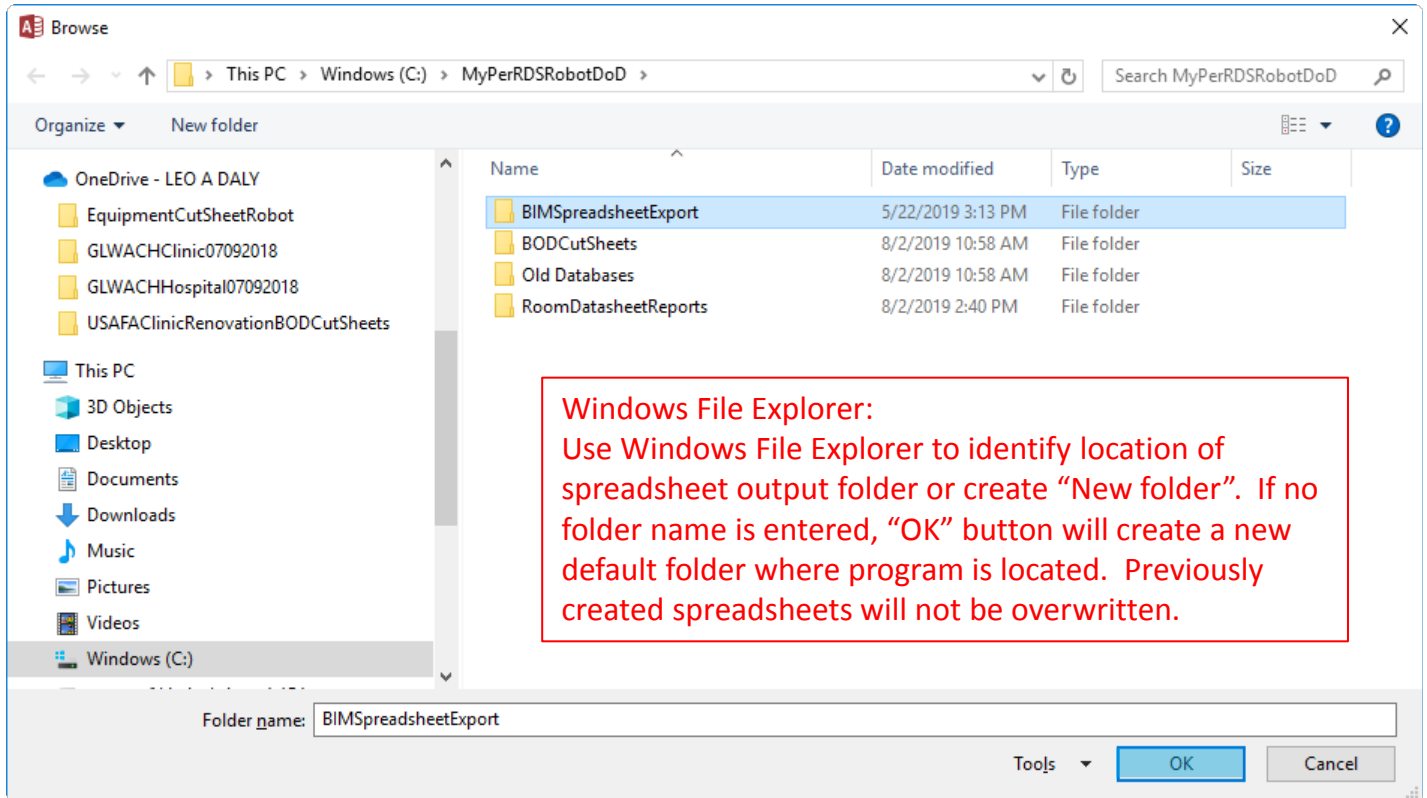 Browse
This PC > Windows (C:) > MyPerRDSRobotDoD >
Search MyPerRDSRobotDoD
Organize
New folder
OneDrive - LEO A DALY
EquipmentCutSheetRobot
GLWACHClinic07092018
GLWACHHospital07092018
USAFAClinicRenovationBODCutSheets
This PC
3D Objects
Desktop
Documents
Downloads
Music
Pictures
Videos
Windows (C:)
Name Date modified Type Size
BIMSpreadsheetExport 5/22/2019 3:13 PM File folder
BODCutSheets 8/2/2019 10:58 AM File folder
Old Databases 8/2/2019 10:58 AM File folder
RoomDatasheetReports 8/2/2019 2:40 PM File folder
Windows File Explorer:
Use Windows File Explorer to identify location of
spreadsheet output folder or create “New folder”.  If no
folder name is entered, “OK” button will create a new
default folder where program is located.  Previously
created spreadsheets will not be overwritten.
Folder name: BIMSpreadsheetExport
Tools
OK
Cancel